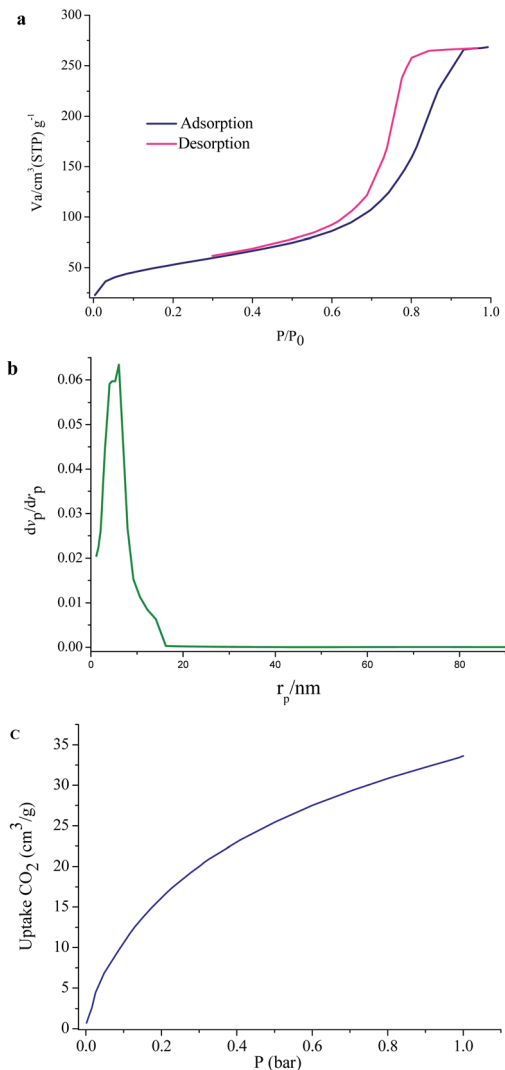 a
300
250
200
150
100
50
Va/cm³(STP) g⁻¹
Adsorption
Desorption
0.0 0.2 0.4 0.6 0.8 1.0
P/P₀
b
0.06
0.05
0.04
0.03
0.02
0.01
0.00
dvₚ/drₚ
0 20 40 60 80
rₚ/nm
C
35
30
25
20
15
10
5
0
Uptake CO₂ (cm³/g)
0.0 0.2 0.4 0.6 0.8 1.0
P (bar)